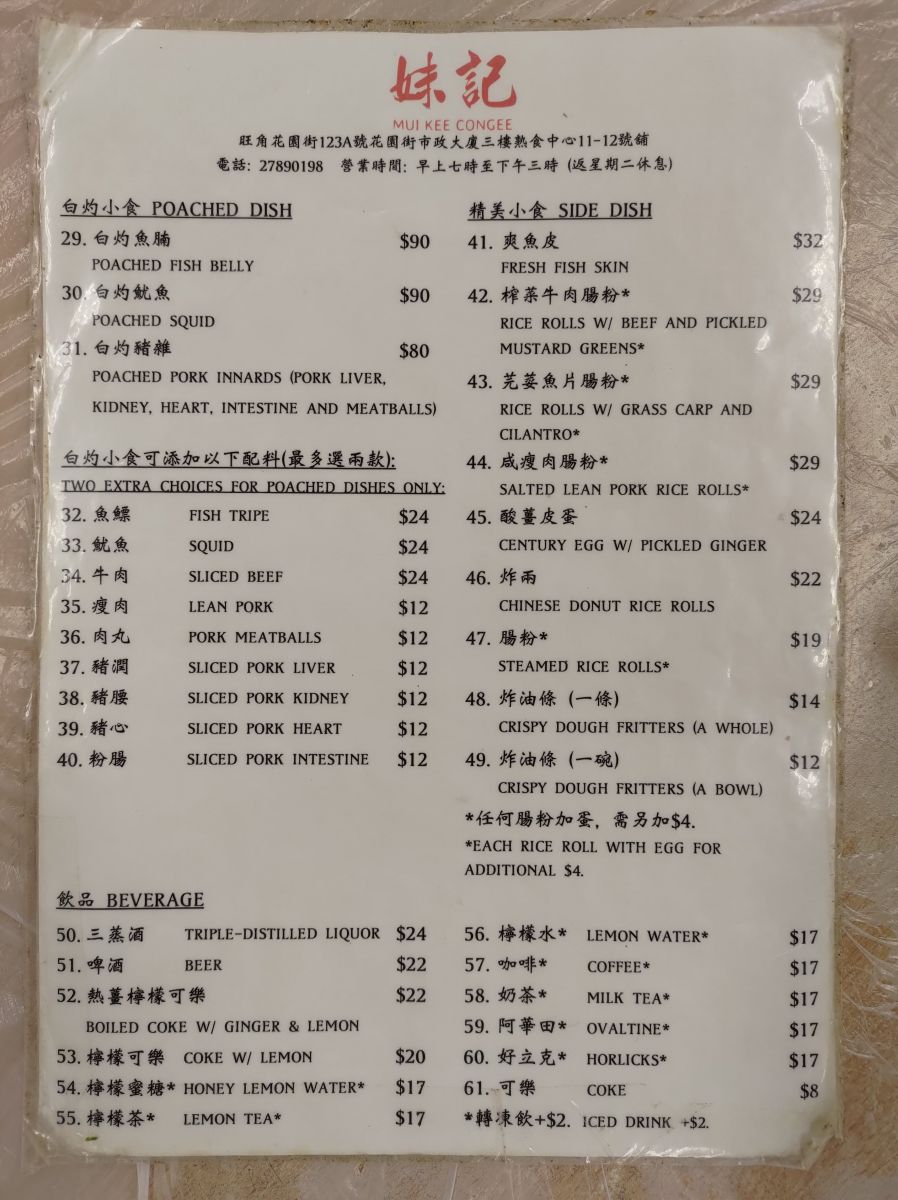 妹記
MUI KEE CONGEE
旺角花園街123A號花園街市政大廈三樓熟食中心11-12號舖
電話: 27890198 營業時間: 早上七時至下午三時 (逢星期二休息)
白灼小食 POACHED DISH
29. 白灼魚腩 $90
POACHED FISH BELLY
30. 白灼魷魚 $90
POACHED SQUID
31. 白灼豬雜 $80
POACHED PORK INNARDS (PORK LIVER,
KIDNEY, HEART, INTESTINE AND MEATBALLS)
白灼小食可添加以下配料(最多選兩款):
TWO EXTRA CHOICES FOR POACHED DISHES ONLY:
32. 魚鰾 FISH TRIPE $24
33. 魷魚 SQUID $24
34. 牛肉 SLICED BEEF $24
35. 瘦肉 LEAN PORK $12
36. 肉丸 PORK MEATBALLS $12
37. 豬潤 SLICED PORK LIVER $12
38. 豬腰 SLICED PORK KIDNEY $12
39. 豬心 SLICED PORK HEART $12
40. 粉腸 SLICED PORK INTESTINE $12
精美小食 SIDE DISH
41. 爽魚皮 $32
FRESH FISH SKIN
42. 榨菜牛肉腸粉* $29
RICE ROLLS W/ BEEF AND PICKLED
MUSTARD GREENS*
43. 芫荽魚片腸粉* $29
RICE ROLLS W/ GRASS CARP AND
CILANTRO*
44. 咸瘦肉腸粉* $29
SALTED LEAN PORK RICE ROLLS*
45. 酸薑皮蛋 $24
CENTURY EGG W/ PICKLED GINGER
46. 炸兩 $22
CHINESE DONUT RICE ROLLS
47. 腸粉* $19
STEAMED RICE ROLLS*
48. 炸油條 (一條) $14
CRISPY DOUGH FRITTERS (A WHOLE)
49. 炸油條 (一碗) $12
CRISPY DOUGH FRITTERS (A BOWL)
*任何腸粉加蛋, 需另加$4.
*EACH RICE ROLL WITH EGG FOR
ADDITIONAL $4.
飲品 BEVERAGE
50. 三蒸酒 TRIPLE-DISTILLED LIQUOR $24
51. 啤酒 BEER $22
52. 熱薑檸檬可樂 $22
BOILED COKE W/ GINGER & LEMON
53. 檸檬可樂 COKE W/ LEMON $20
54. 檸檬蜜糖* HONEY LEMON WATER* $17
55. 檸檬茶* LEMON TEA* $17
56. 檸檬水* LEMON WATER* $17
57. 咖啡* COFFEE* $17
58. 奶茶* MILK TEA* $17
59. 阿華田* OVALTINE* $17
60. 好立克* HORLICKS* $17
61. 可樂 COKE $8
*轉凍飲+$2. ICED DRINK +$2.